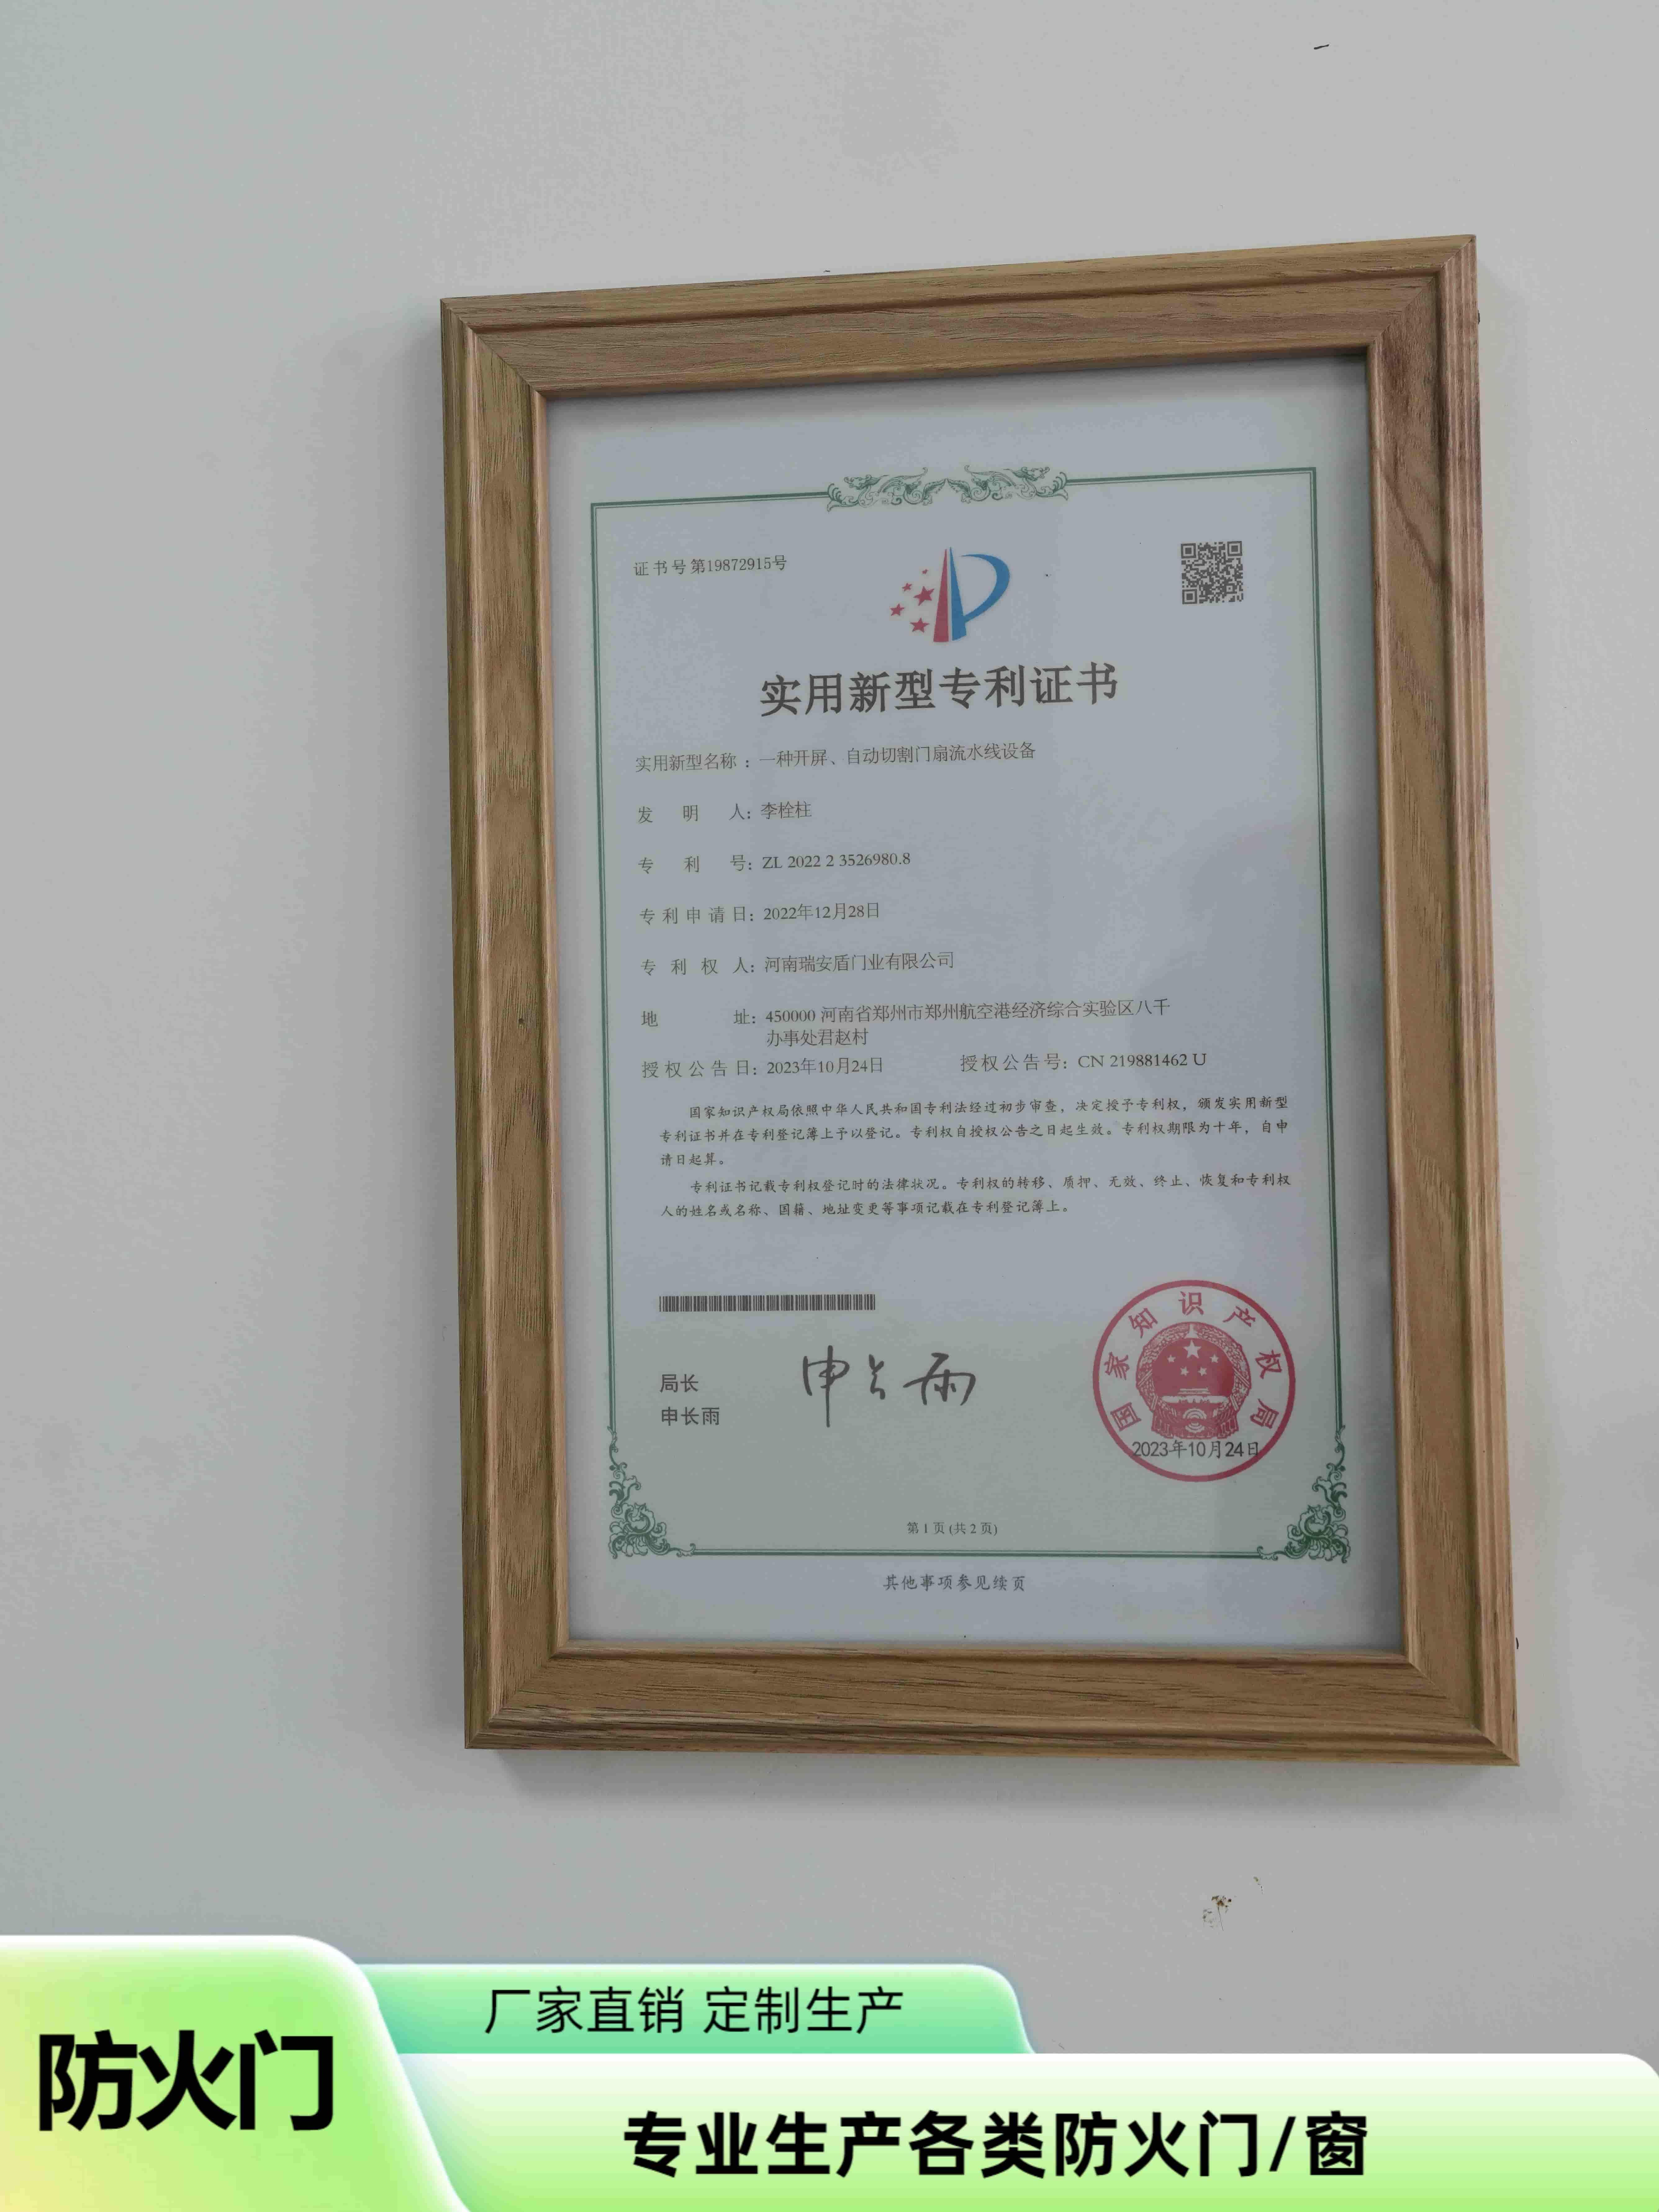 证书号第19872915号
实用新型专利证书
实用新型名称：一种开屏、自动切割门扇流水线设备
发明人：李栓柱
专利号：ZL 2022 2 3526980.8
专利申请日：2022年12月28日
专利权人：河南瑞安盾门业有限公司
地址：450000 河南省郑州市郑州航空港经济综合实验区八千
办事处君赵村
授权公告日：2023年10月24日 授权公告号：CN 219881462 U
国家知识产权局依照中华人民共和国专利法经过初步审查，决定授予专利权，颁发实用新型
专利证书并在专利登记簿上予以登记。专利权自授权公告之日起生效。专利权期限为十年，自申
请日起算。
专利证书记载专利权登记时的法律状况。专利权的转移、质押、无效、终止、恢复和专利权
人的姓名或名称、国籍、地址变更等事项记载在专利登记簿上。
局长
申长雨
申长雨
国家知识产权局
2023年10月24日
第 1 页 (共 2 页)
其他事项参见续页
厂家直销 定制生产
防火门
专业生产各类防火门/窗